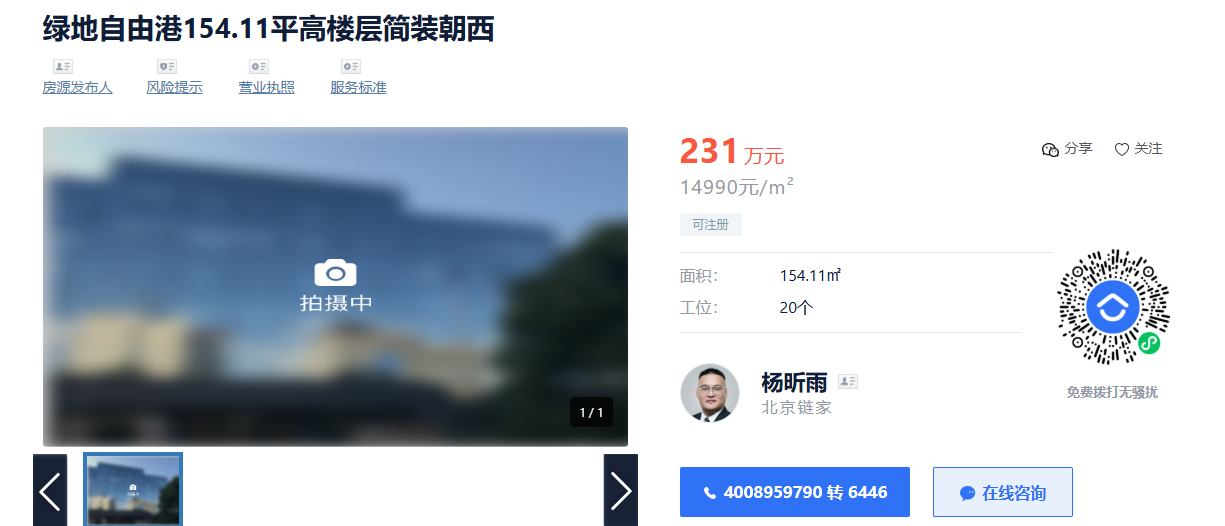 绿地自由港154.11平高楼层简装朝西
房源发布人 风险提示 营业执照 服务标准
拍摄中
1 / 1
231万元
分享 关注
14990元/m²
可注册
面积： 154.11㎡
工位： 20个
杨昕雨
北京链家
免费拨打无骚扰
4008959790 转 6446
在线咨询